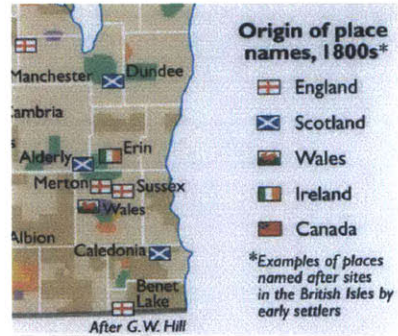 Origin of place
names, 1800s*
Manchester
Dundee
England
Scotland
Cambria
Wales
Erin
Alderly
Merton
Sussex
Wales
Ireland
Canada
Albion
Caledonia
*Examples of places
named after sites
in the British Isles by
early settlers
Benet
Lake
After G. W. Hill